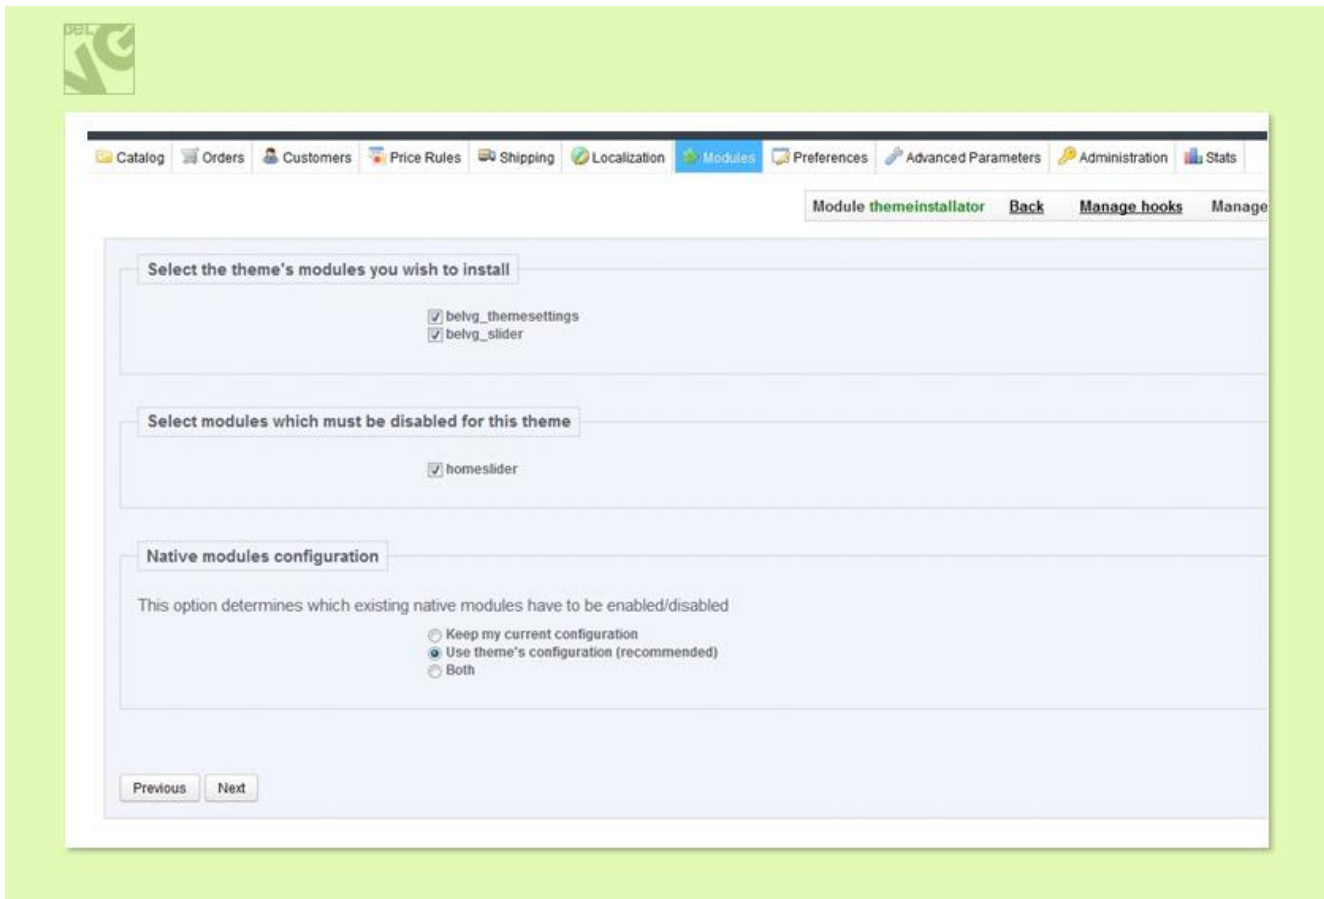 BEL
VG
Catalog Orders Customers Price Rules Shipping Localization Modules Preferences Advanced Parameters Administration Stats
Module themeinstallator Back Manage hooks Manage
Select the theme's modules you wish to install
belvg_themesettings
belvg_slider
Select modules which must be disabled for this theme
homeslider
Native modules configuration
This option determines which existing native modules have to be enabled/disabled
Keep my current configuration
Use theme's configuration (recommended)
Both
Previous Next